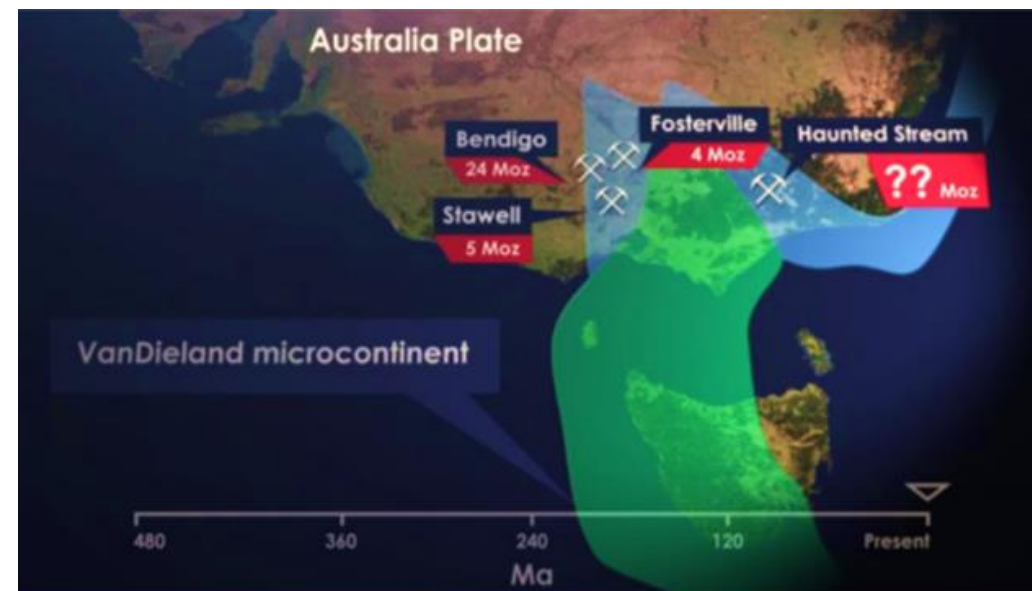 Australia Plate
Bendigo
24 Moz
Fosterville
4 Moz
Haunted Stream
?? Moz
Stawell
5 Moz
VanDieland microcontinent
480
360
240
120
Present
Ma